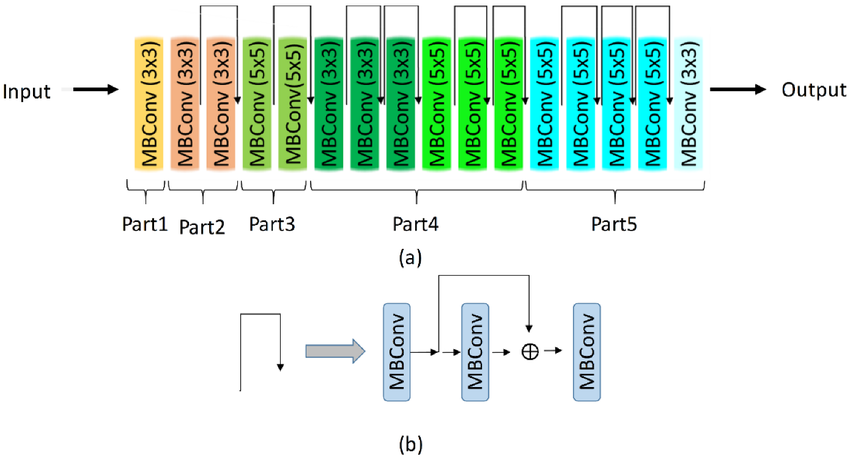 Input
MBConv (3x3)
MBConv (3x3)
MBConv (3x3)
MBConv (5x5)
MBConv(5x5)
MBConv (3x3)
MBConv (3x3)
MBConv (3x3)
MBConv (5x5)
MBConv (5x5)
MBConv (5x5)
MBConv (5x5)
MBConv (5x5)
MBConv (5x5)
MBConv (5x5)
MBConv (3x3)
Output
Part1
Part2
Part3
Part4
Part5
(a)
MBConv
MBConv
MBConv
(b)